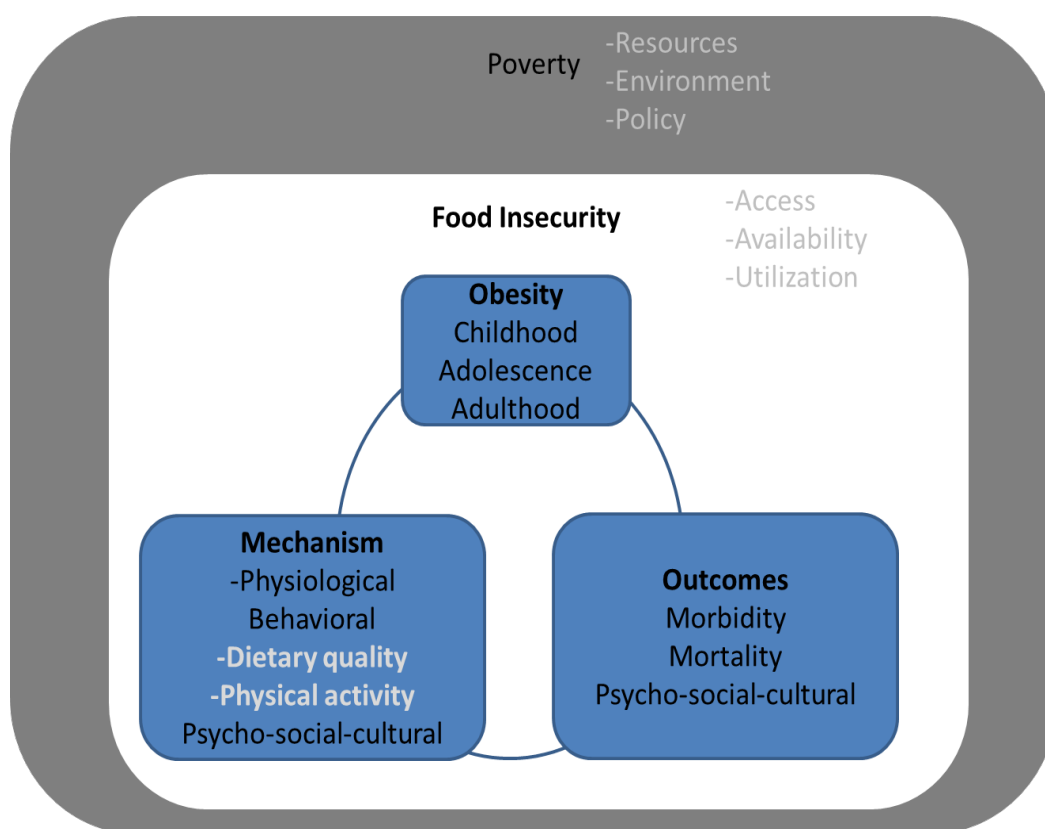 Poverty
-Resources
-Environment
-Policy
Food Insecurity
-Access
-Availability
-Utilization
Obesity
Childhood
Adolescence
Adulthood
Mechanism
-Physiological
Behavioral
-Dietary quality
-Physical activity
Psycho-social-cultural
Outcomes
Morbidity
Mortality
Psycho-social-cultural